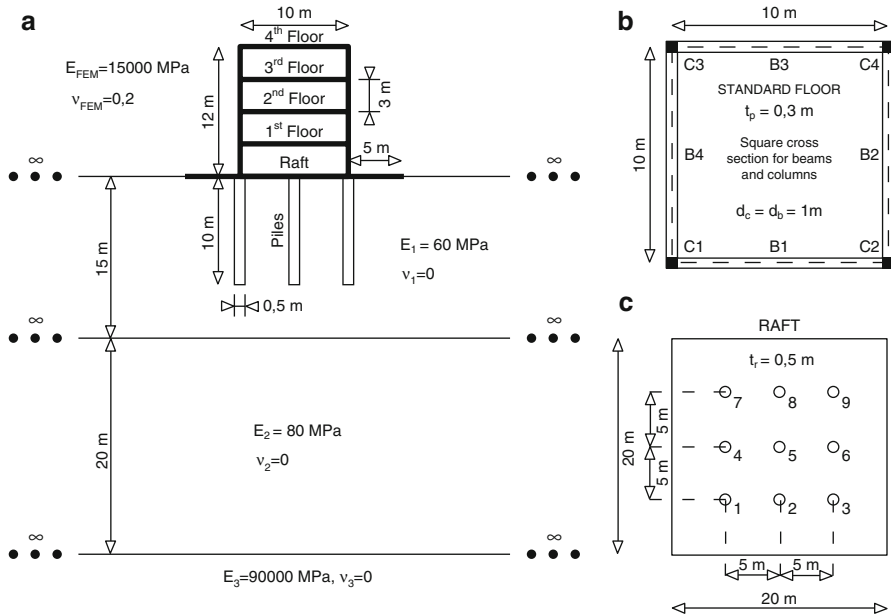 a
10 m
4th Floor
3rd Floor
2nd Floor
1st Floor
Raft
EFEM=15000 MPa
νFEM=0,2
12 m
3 m
5 m
∞
∞
15 m
10 m
Piles
E1 = 60 MPa
ν1=0
0,5 m
∞
∞
20 m
E2 = 80 MPa
ν2=0
∞
∞
E3=90000 MPa, ν3=0
b
10 m
C3 B3 C4
STANDARD FLOOR
tp = 0,3 m
10 m
B4
Square cross
section for beams
and columns
B2
dc = db = 1m
C1 B1 C2
c
RAFT
tr = 0,5 m
7 8 9
5 m
20 m
4 5 6
5 m
1 2 3
5 m 5 m
20 m